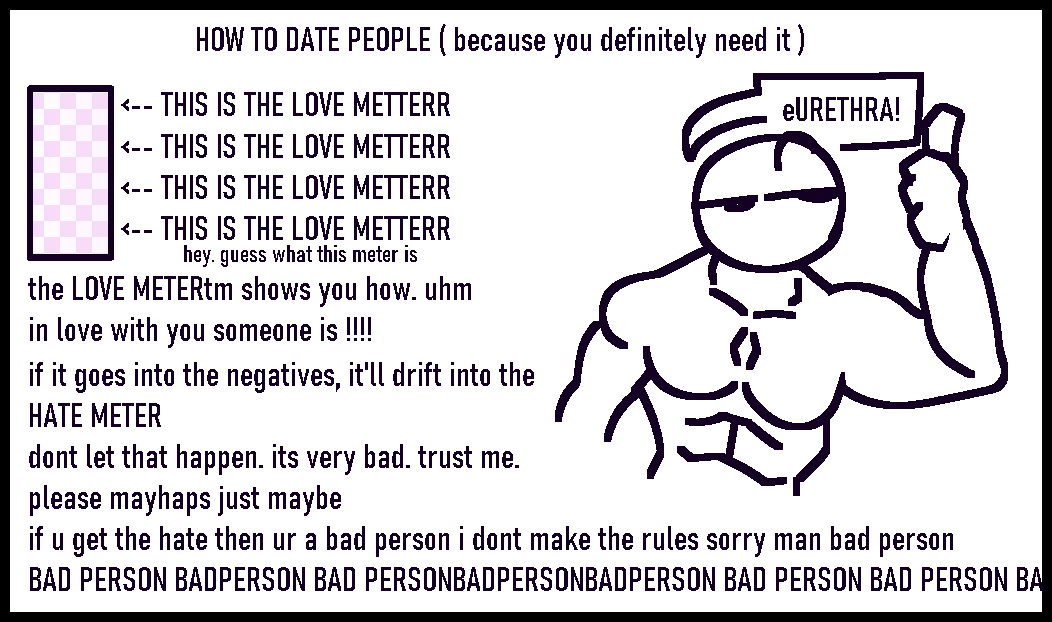 HOW TO DATE PEOPLE ( because you definitely need it )
eURETHRA!
<-- THIS IS THE LOVE METTERR
<-- THIS IS THE LOVE METTERR
<-- THIS IS THE LOVE METTERR
<-- THIS IS THE LOVE METTERR
hey. guess what this meter is
the LOVE METERtm shows you how. uhm
in love with you someone is !!!!
if it goes into the negatives, it'll drift into the
HATE METER
dont let that happen. its very bad. trust me.
please mayhaps just maybe
if u get the hate then ur a bad person i dont make the rules sorry man bad person
BAD PERSON BADPERSON BAD PERSONBADPERSONBADPERSON BAD PERSON BAD PERSON BA